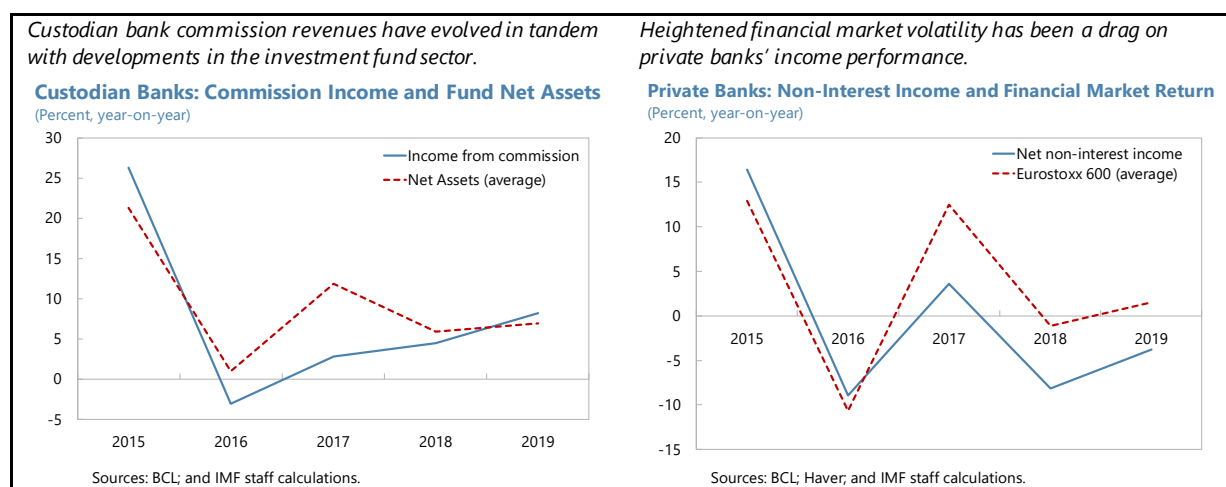 Custodian bank commission revenues have evolved in tandem
with developments in the investment fund sector.
Custodian Banks: Commission Income and Fund Net Assets
(Percent, year-on-year)
30
25
20
15
10
5
0
-5
Income from commission
Net Assets (average)
2015 2016 2017 2018 2019
Sources: BCL; and IMF staff calculations.
Heightened financial market volatility has been a drag on
private banks’ income performance.
Private Banks: Non-Interest Income and Financial Market Return
(Percent, year-on-year)
20
15
10
5
0
-5
-10
-15
Net non-interest income
Eurostoxx 600 (average)
2015 2016 2017 2018 2019
Sources: BCL; Haver; and IMF staff calculations.